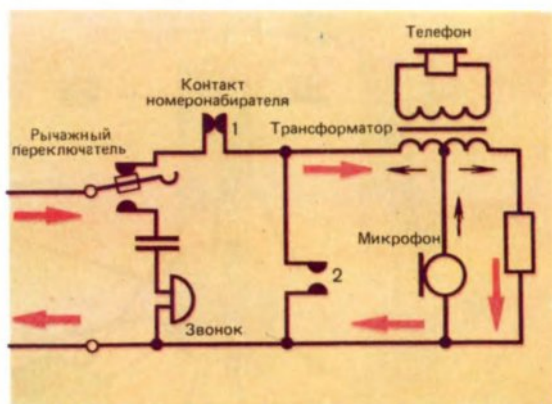 Телефон
Контакт
номеронабирателя
1
Трансформатор
Рычажный
переключатель
Микрофон
2
Звонок